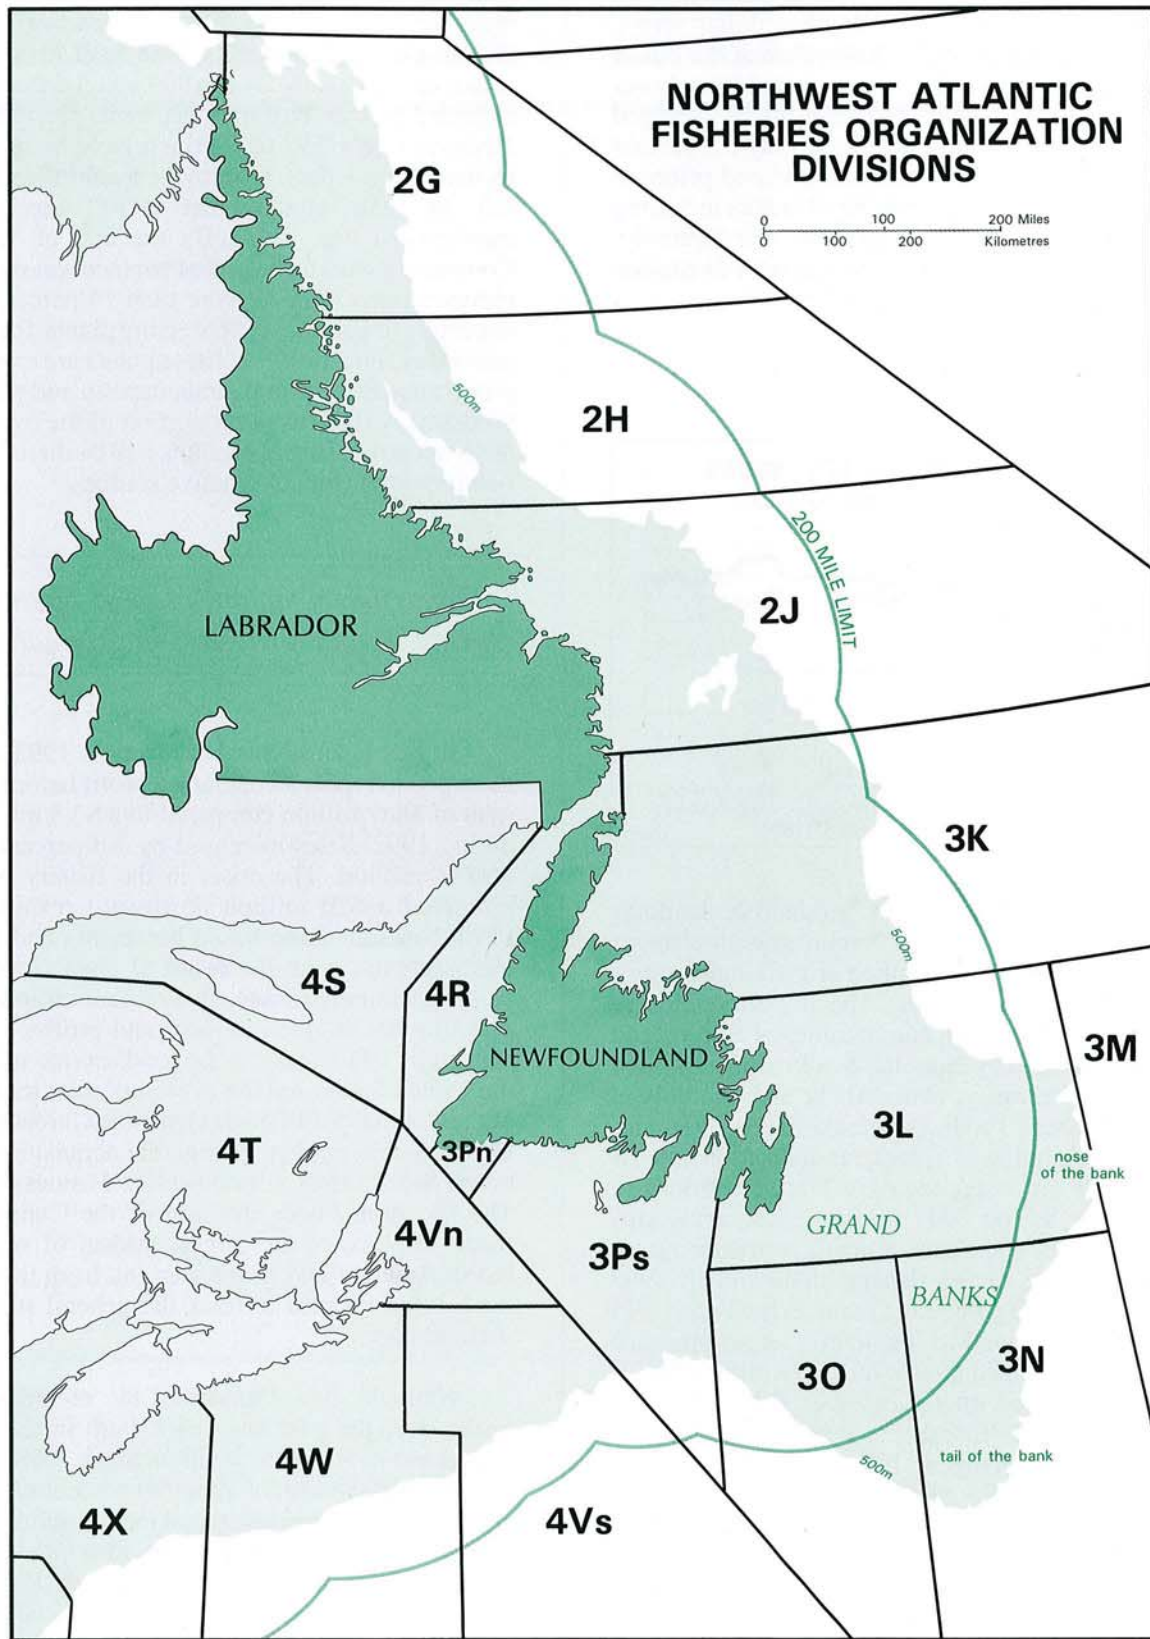 NORTHWEST ATLANTIC
FISHERIES ORGANIZATION
DIVISIONS
0 100 200 Miles
0 100 200 Kilometres
2G
500m
2H
200 MILE LIMIT
2J
LABRADOR
3K
500m
4S
4R
NEWFOUNDLAND
3M
3L
4T
3Pn
nose
of the bank
4Vn
3Ps
GRAND
BANKS
3O
3N
4W
500m
tail of the bank
4X
4Vs